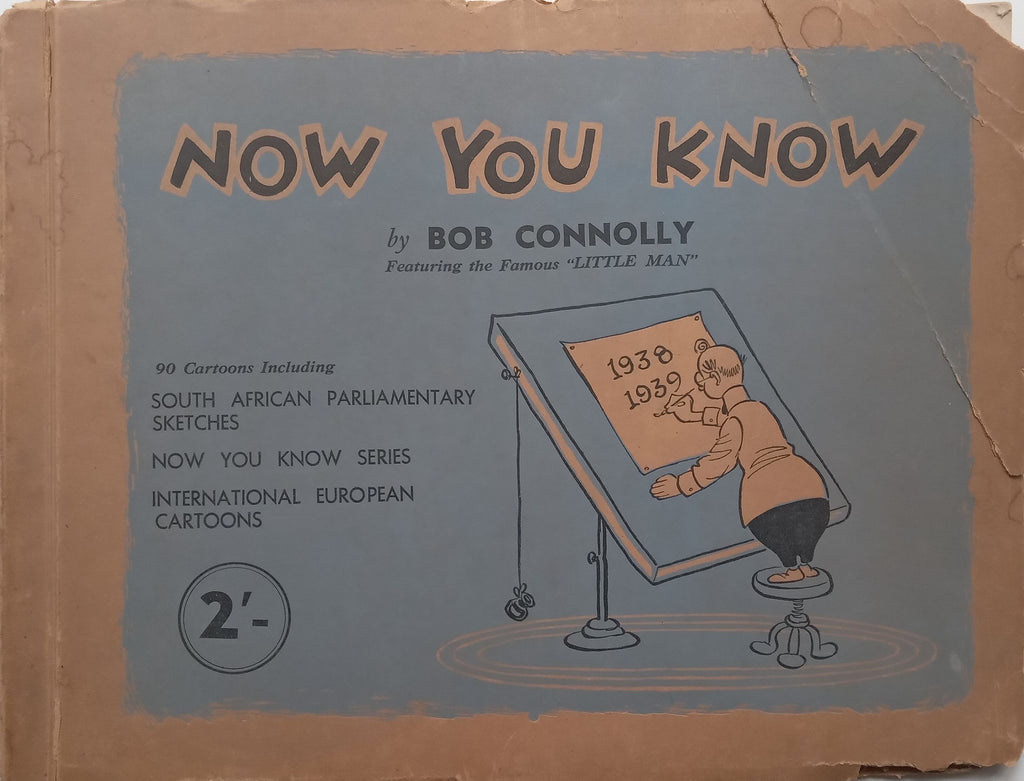 NOW YOU KNOW
by BOB CONNOLLY
Featuring the Famous "LITTLE MAN"
1938
1939
90 Cartoons Including
SOUTH AFRICAN PARLIAMENTARY
SKETCHES
NOW YOU KNOW SERIES
INTERNATIONAL EUROPEAN
CARTOONS
2'-